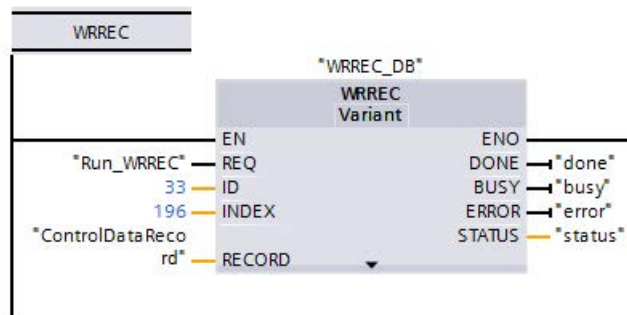 WRREC
"WRREC_DB"
WRREC
Variant
EN ENO
"Run_WRREC" REQ DONE "done"
33 ID BUSY "busy"
196 INDEX ERROR "error"
"ControlDataReco STATUS "status"
rd" RECORD